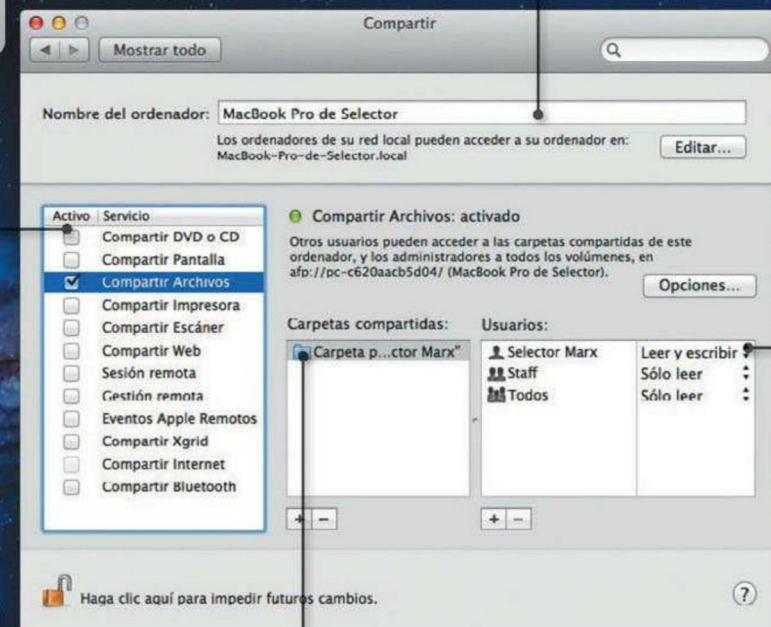 Compartir
Mostrar todo
Nombre del ordenador: MacBook Pro de Selector
Los ordenadores de su red local pueden acceder a su ordenador en:
MacBook-Pro-de-Selector.local
Editar...
Activo Servicio
Compartir DVD o CD
Compartir Pantalla
Compartir Archivos
Compartir Impresora
Compartir Escáner
Compartir Web
Sesión remota
Gestión remota
Eventos Apple Remotos
Compartir Xgrid
Compartir Internet
Compartir Bluetooth
Compartir Archivos: activado
Otros usuarios pueden acceder a las carpetas compartidas de este
ordenador, y los administradores a todos los volúmenes, en
afp://pc-c620aacb5d04/ (MacBook Pro de Selector).
Opciones...
Carpetas compartidas:
Carpeta p...ctor Marx"
Usuarios:
Selector Marx Leer y escribir
Staff Sólo leer
Todos Sólo leer
+ −
+ −
Haga clic aquí para impedir futuros cambios.
?